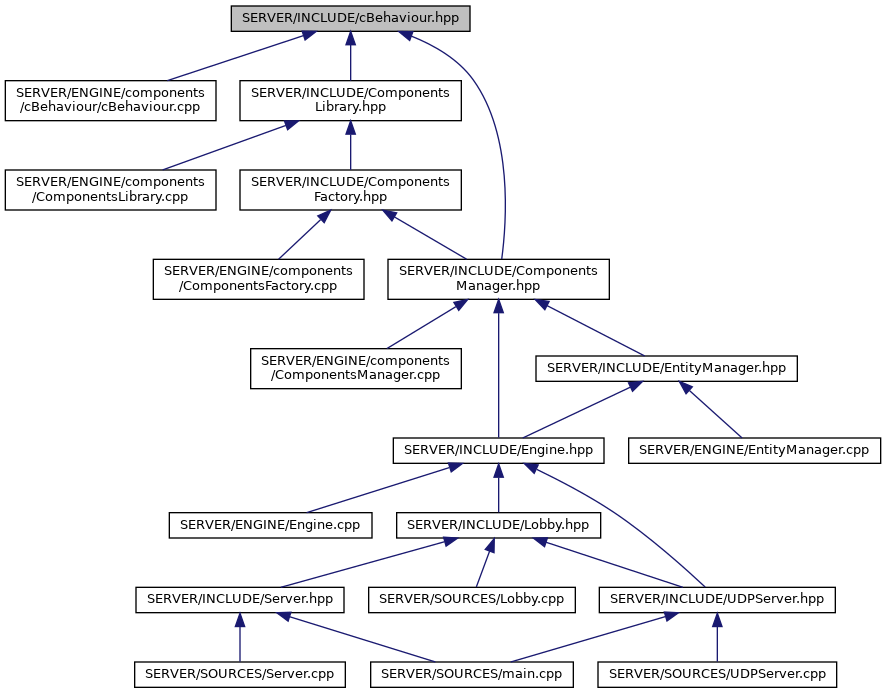 SERVER/INCLUDE/cBehaviour.hpp
SERVER/ENGINE/components
/cBehaviour/cBehaviour.cpp
SERVER/INCLUDE/Components
Library.hpp
SERVER/ENGINE/components
/ComponentsLibrary.cpp
SERVER/INCLUDE/Components
Factory.hpp
SERVER/ENGINE/components
/ComponentsFactory.cpp
SERVER/INCLUDE/Components
Manager.hpp
SERVER/ENGINE/components
/ComponentsManager.cpp
SERVER/INCLUDE/EntityManager.hpp
SERVER/INCLUDE/Engine.hpp
SERVER/ENGINE/EntityManager.cpp
SERVER/ENGINE/Engine.cpp
SERVER/INCLUDE/Lobby.hpp
SERVER/INCLUDE/Server.hpp
SERVER/SOURCES/Lobby.cpp
SERVER/INCLUDE/UDPServer.hpp
SERVER/SOURCES/Server.cpp
SERVER/SOURCES/main.cpp
SERVER/SOURCES/UDPServer.cpp